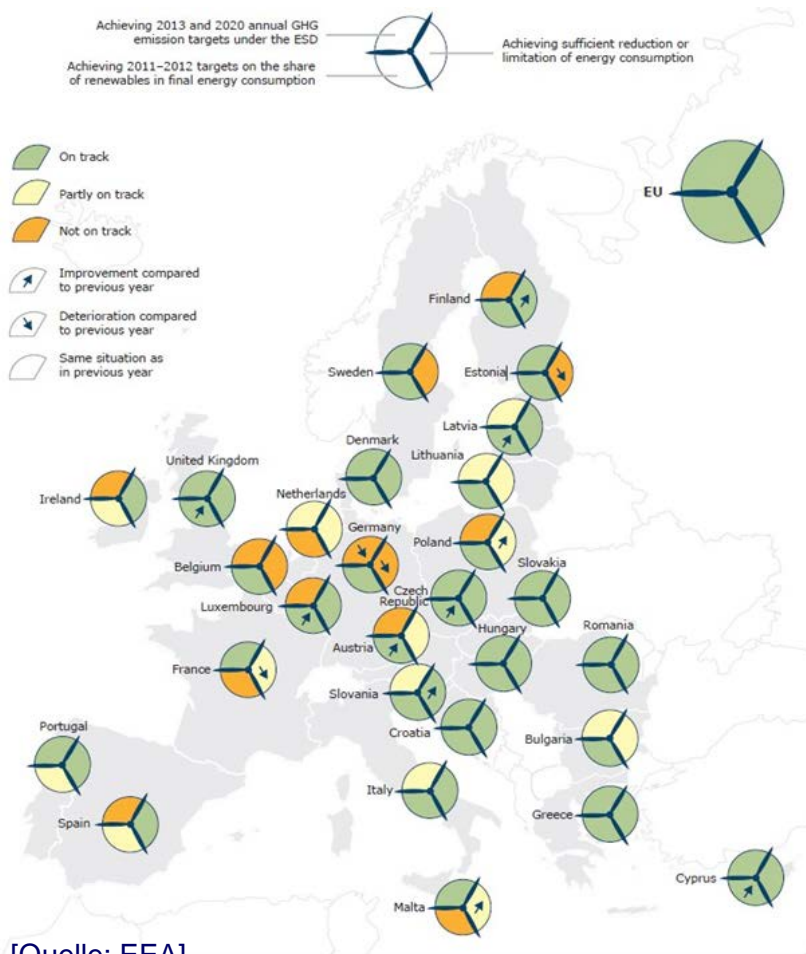 Achieving 2013 and 2020 annual GHG
emission targets under the ESD
Achieving 2011–2012 targets on the share
of renewables in final energy consumption
Achieving sufficient reduction or
limitation of energy consumption
On track
Partly on track
Not on track
Improvement compared
to previous year
Deterioration compared
to previous year
Same situation as
in previous year
EU
Finland
Sweden
Estonia
Latvia
Lithuania
Denmark
United Kingdom
Ireland
Netherlands
Germany
Poland
Belgium
Slovakia
Czech
Republic
Luxembourg
Hungary
Romania
Austria
France
Slovania
Croatia
Bulgaria
Portugal
Italy
Spain
Greece
Cyprus
Malta
[Quelle: EEA]